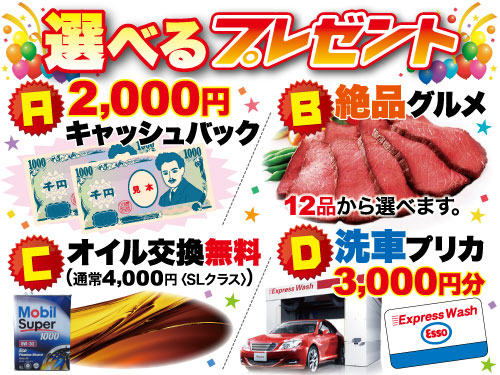 選べるプレゼント
A 2,000円
キャッシュバック
1000
千円
1000
1000
千円
見本
1000
B 絶品グルメ
12品から選べます。
C オイル交換無料
(通常4,000円〈SLクラス〉)
Mobil
Super
1000
0W-20
D 洗車プリカ
3,000円分
Express Wash
Express Wash
Esso